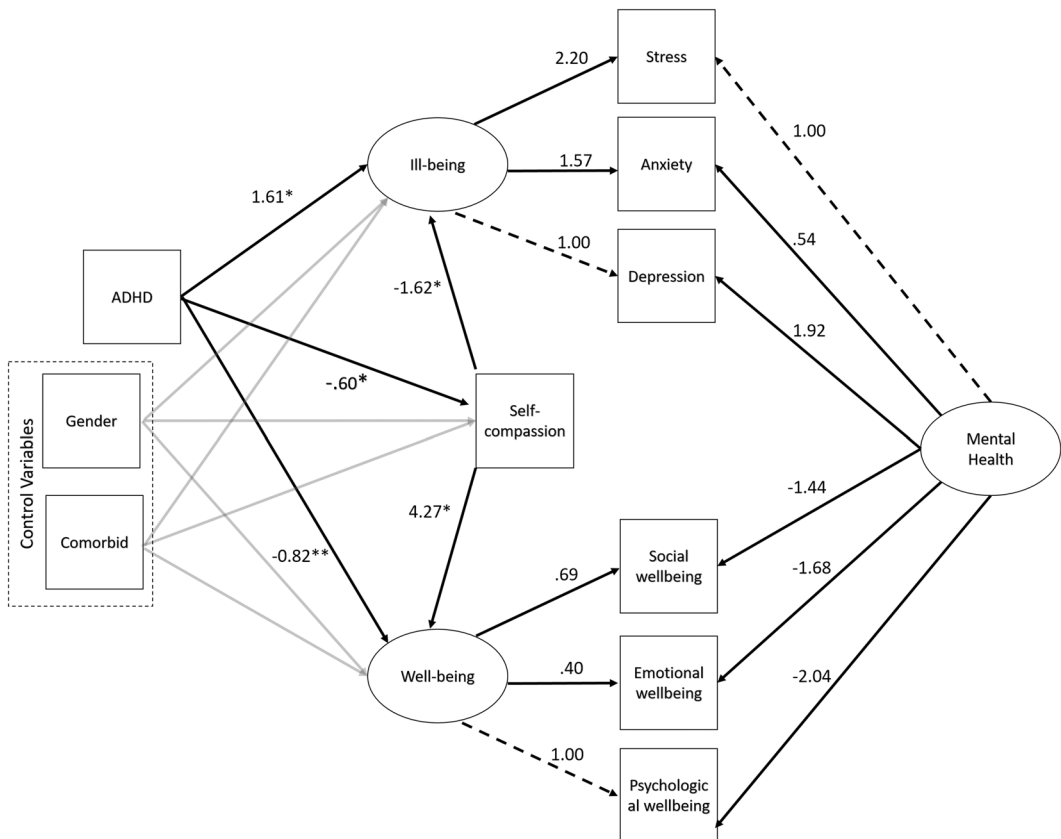 Stress
2.20
1.00
Ill-being
1.57
Anxiety
1.61*
.54
1.00
ADHD
-1.62*
Depression
1.92
-.60*
Control Variables
Gender
Self-
compassion
Mental
Health
4.27*
-1.44
Comorbid
-0.82**
Social
wellbeing
.69
-1.68
Well-being
.40
Emotional
wellbeing
-2.04
1.00
Psychologic
al wellbeing